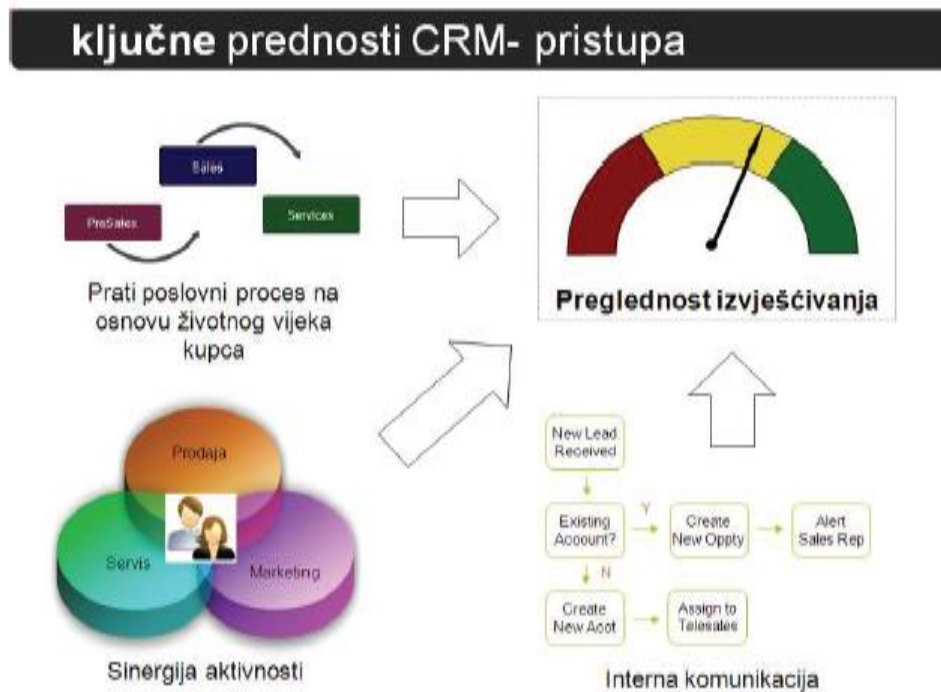 ključne prednosti CRM- pristupa
Sales
PreSales
Services
Prati poslovni proces na
osnovu životnog vijeka
kupca
Preglednost izvješćivanja
Prodaja
Servis
Marketing
Sinergija aktivnosti
New Lead
Received
Existing
Account?
Y
Create
New Oppty
Alert
Sales Rep
N
Create
New Acct
Assign to
Telesales
Interna komunikacija